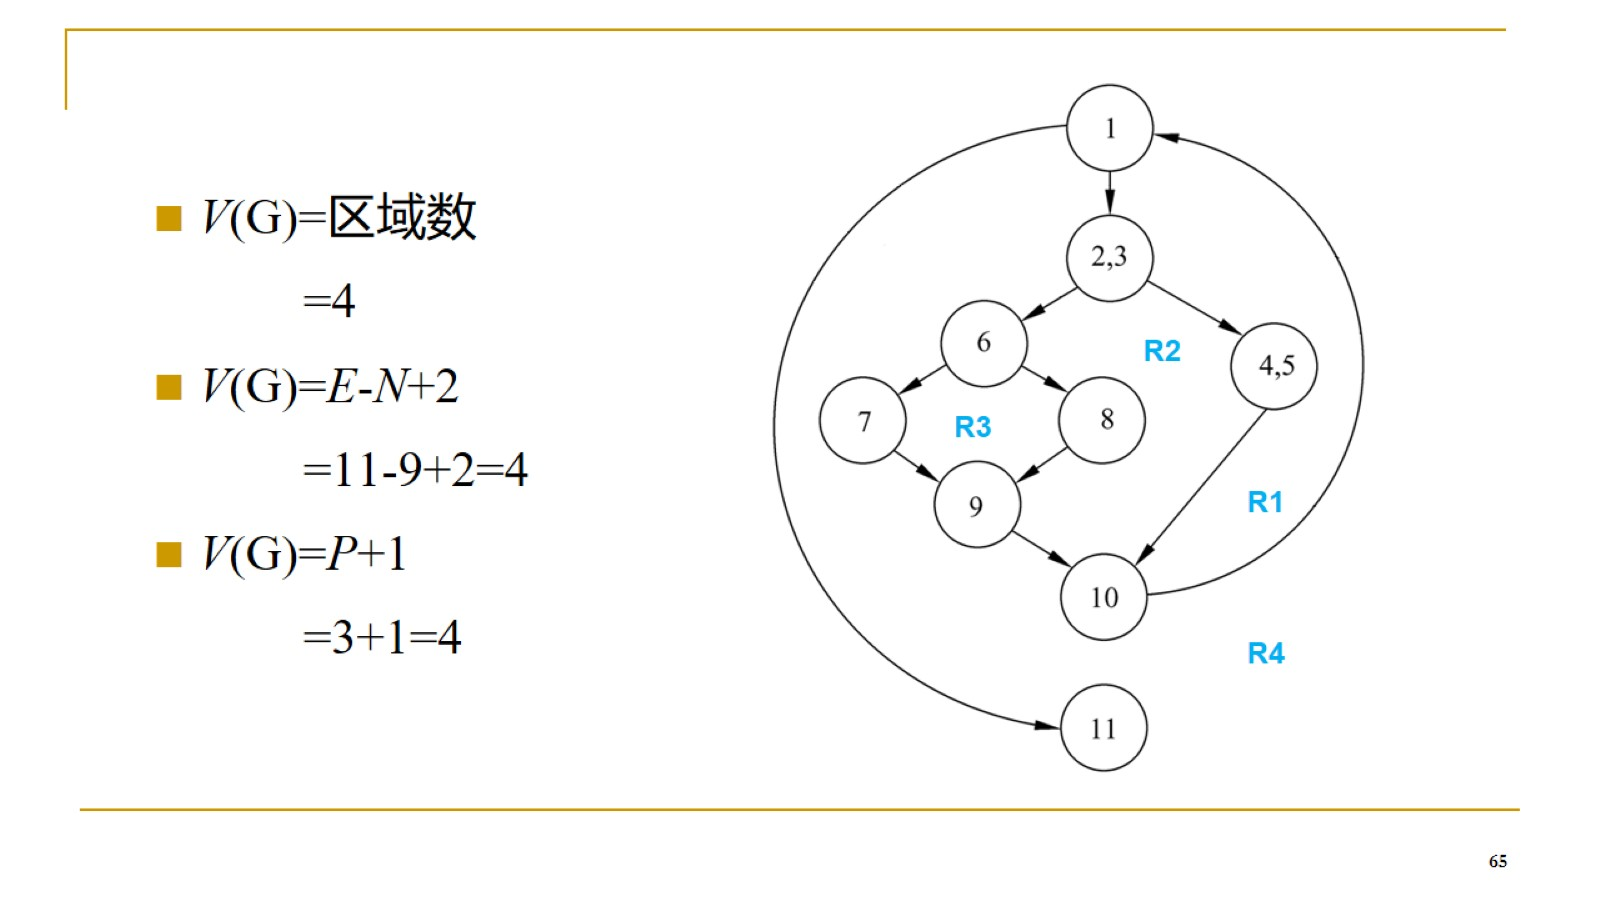 V(G)=区域数
=4
V(G)=E-N+2
=11-9+2=4
V(G)=P+1
=3+1=4
1
2,3
6
R2
4,5
7
R3
8
9
R1
10
R4
11
65